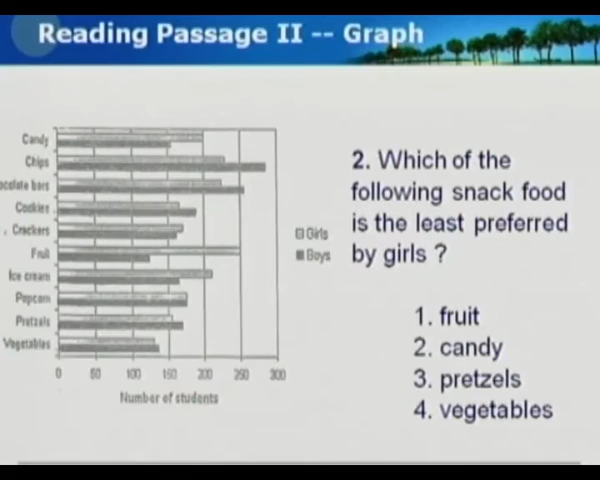 Reading Passage II -- Graph
Candy
Chips
ocolate bars
Cookies
. Crackers
Fruit
Ice cream
Popcorn
Pretzels
Vegetables
0 50 100 150 200 250 300
Number of students
Girls
Boys
2. Which of the
following snack food
is the least preferred
by girls ?
1. fruit
2. candy
3. pretzels
4. vegetables